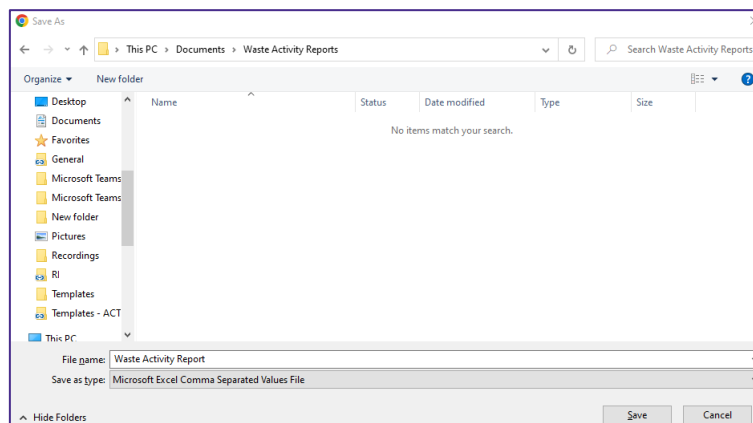 Save As
This PC > Documents > Waste Activity Reports
Search Waste Activity Reports
Organize New folder
Name Status Date modified Type Size
No items match your search.
Desktop
Documents
Favorites
General
Microsoft Teams
Microsoft Teams
New folder
Pictures
Recordings
RI
Templates
Templates - ACT
This PC
File name: Waste Activity Report
Save as type: Microsoft Excel Comma Separated Values File
Hide Folders Save Cancel